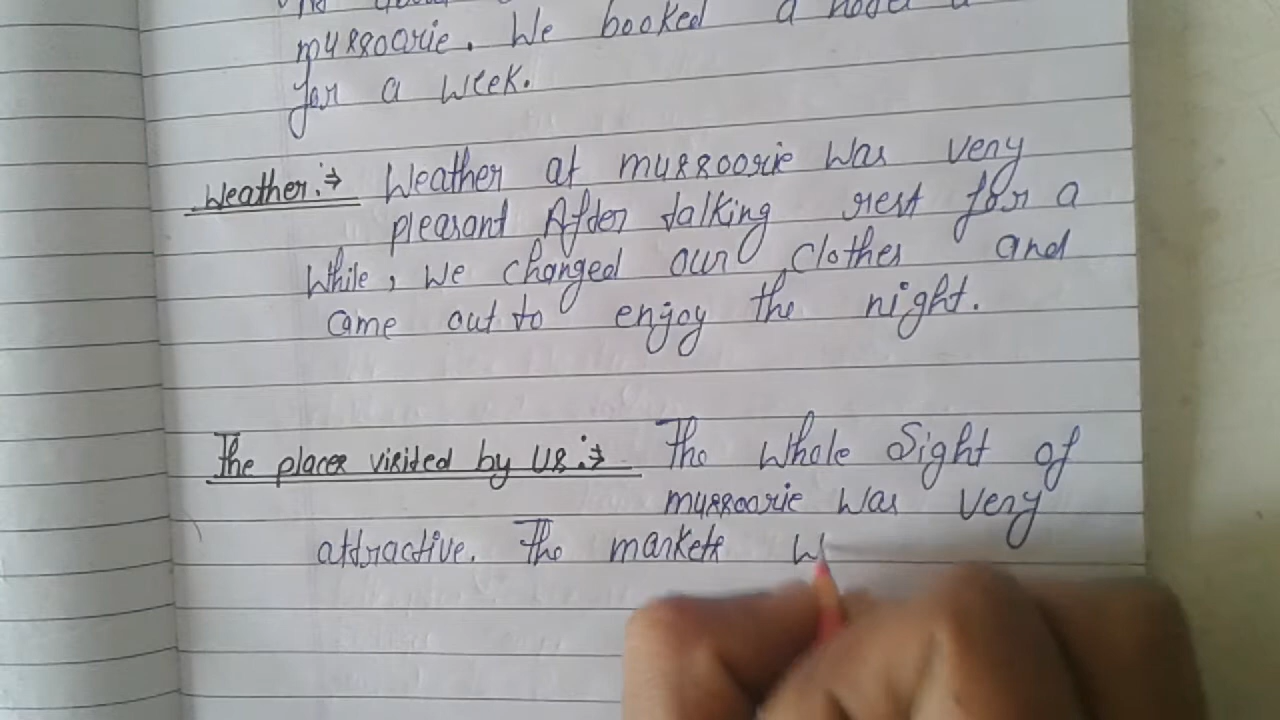 mussoorie. We booked a
for a week.
Weather:⇒ Weather at mussoorie was very
pleasant After talking rest for a
While, we changed our clothes and
came out to enjoy the night.
The places visited by us:⇒ The whole Sight of
mussoorie was very
attractive. The markets w